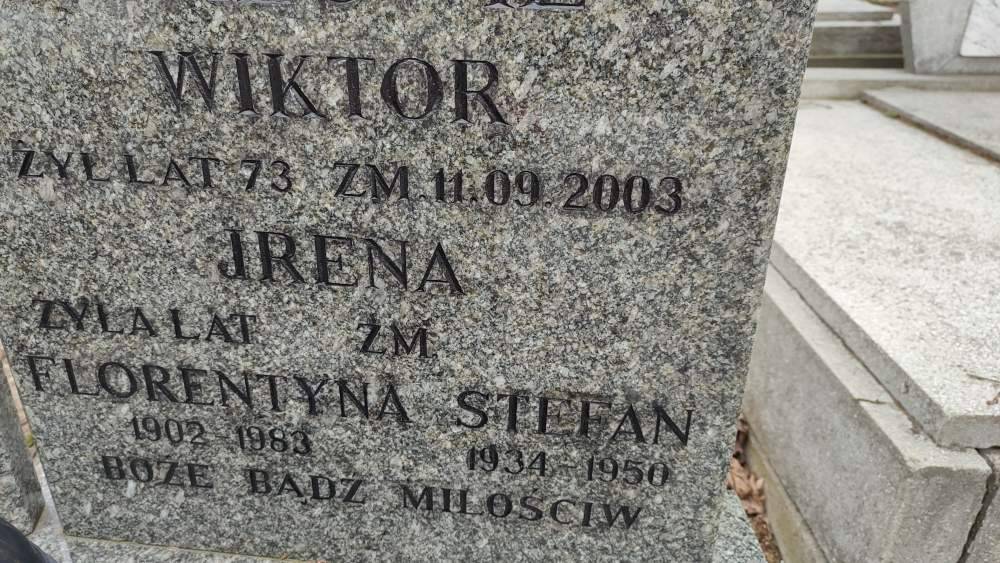 WIKTOR
ŻYŁ LAT 73 ZM. 11.09.2003
JRENA
ŻYŁA LAT ZM.
FLORENTYNA STEFAN
1902-1983 1934-1950
BOŻE BĄDŹ MIŁOŚCIW